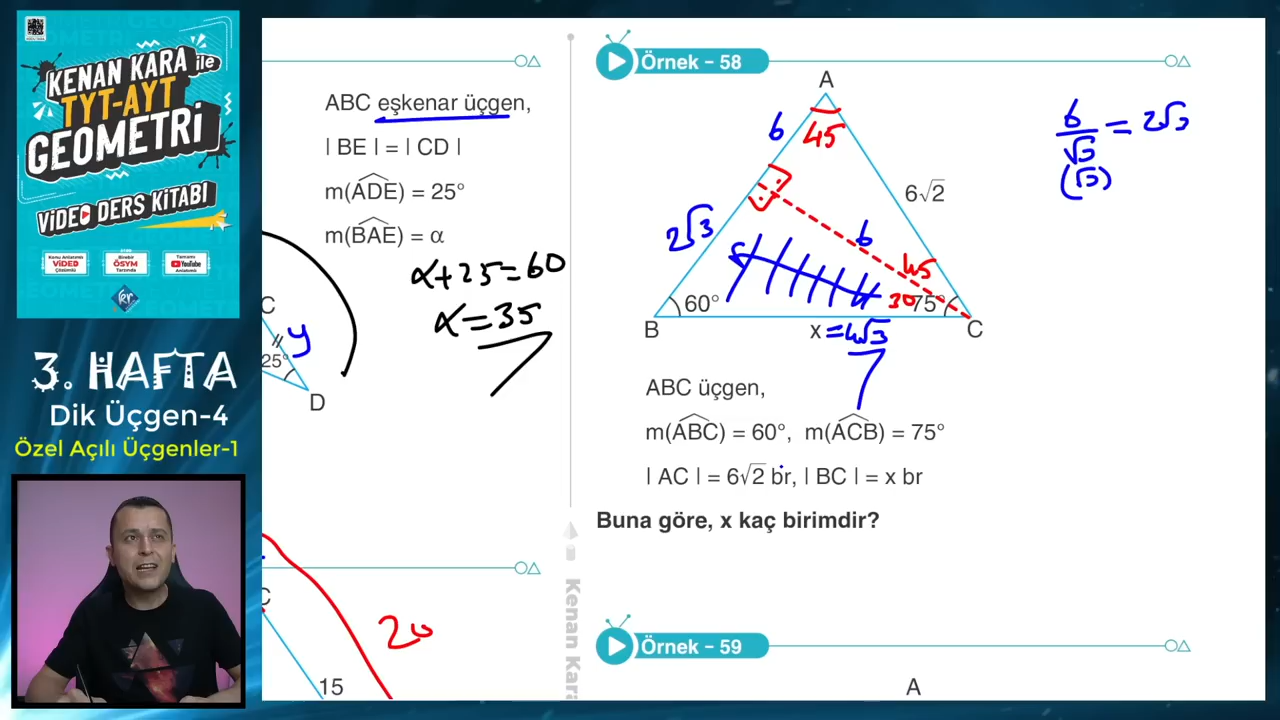 KENAN KARA ile
TYT-AYT
GEOMETRİ
VİDEO DERS KİTABI
3. HAFTA
Dik Üçgen-4
Özel Açılı Üçgenler-1
ABC eşkenar üçgen,
| BE | = | CD |
m(ADE) = 25°
m(BAE) = α
α+25=60
α=35
C
y
25°
D
C
20
15
Kenan Kara
Örnek - 58
A
6
45
6√2
2√3
6
45
60°
30
75°
B
x
=4√3
C
6/√3 = 2√3
(√3)
ABC üçgen,
m(ABC) = 60°, m(ACB) = 75°
| AC | = 6√2 br, | BC | = x br
Buna göre, x kaç birimdir?
Örnek - 59
A